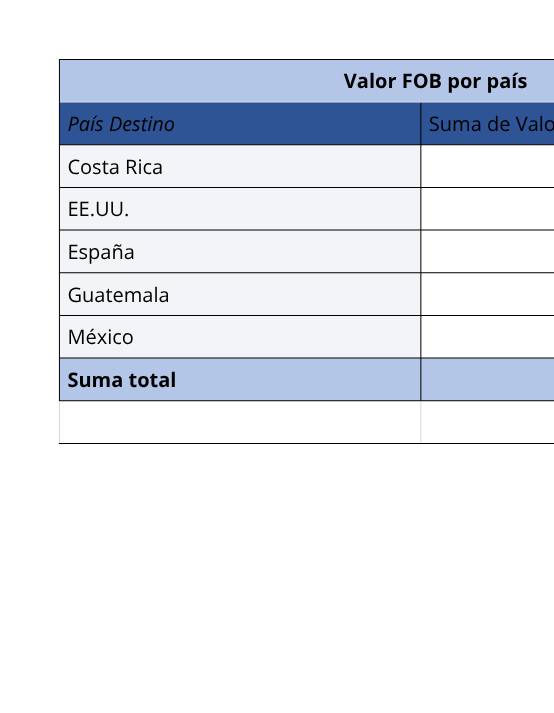 Valor FOB por país
País Destino Suma de Valo
Costa Rica
EE.UU.
España
Guatemala
México
Suma total